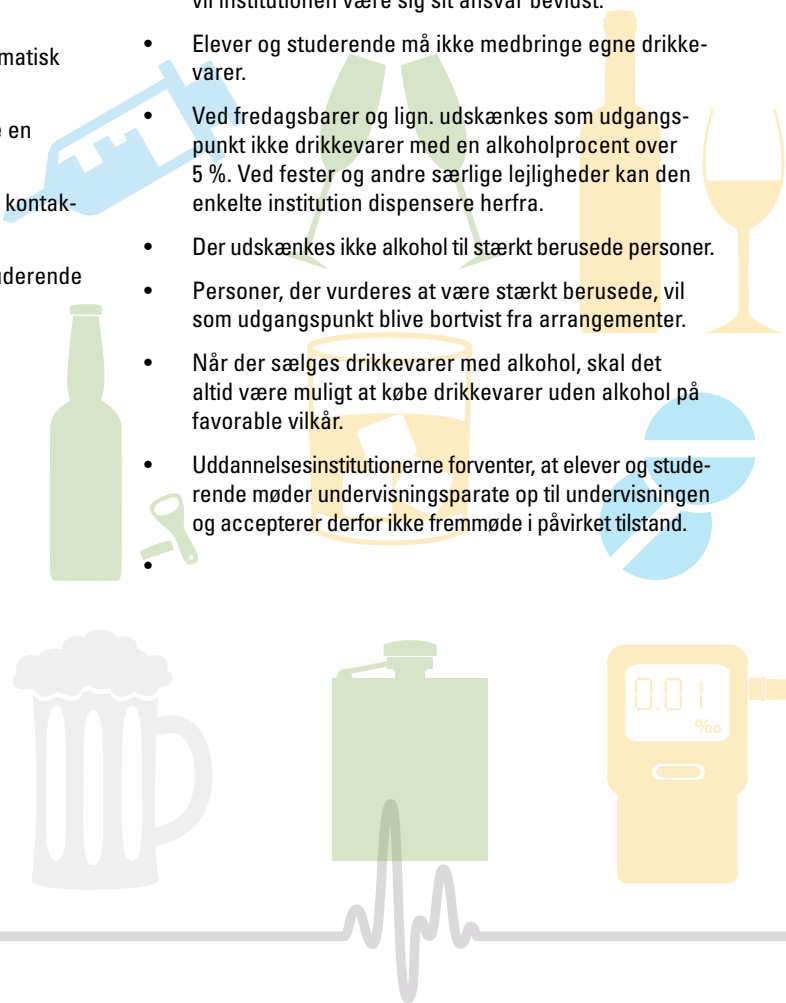 matisk
e en
kontak-
uderende
vil institutionen være sig sit ansvar bevidst.
• Elever og studerende må ikke medbringe egne drikke-
varer.
• Ved fredagsbarer og lign. udskænkes som udgangs-
punkt ikke drikkevarer med en alkoholprocent over
5 %. Ved fester og andre særlige lejligheder kan den
enkelte institution dispensere herfra.
• Der udskænkes ikke alkohol til stærkt berusede personer.
• Personer, der vurderes at være stærkt berusede, vil
som udgangspunkt blive bortvist fra arrangementer.
• Når der sælges drikkevarer med alkohol, skal det
altid være muligt at købe drikkevarer uden alkohol på
favorable vilkår.
• Uddannelsesinstitutionerne forventer, at elever og stude-
rende møder undervisningsparate op til undervisningen
og accepterer derfor ikke fremmøde i påvirket tilstand.
•
0.01
‰